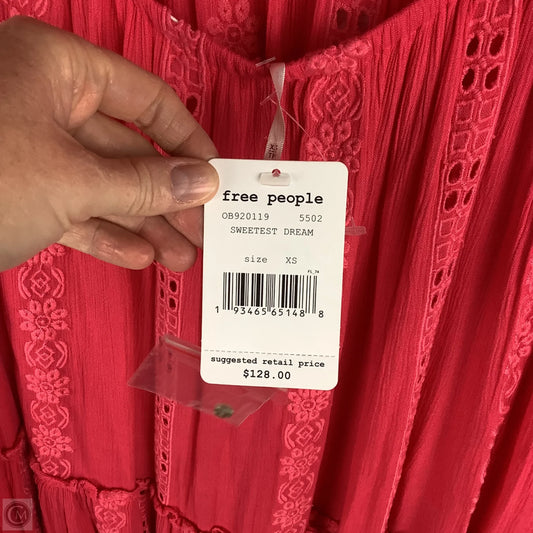 free people
OB920119 5502
SWEETEST DREAM
size XS
1 93465 65148 8
suggested retail price
$128.00